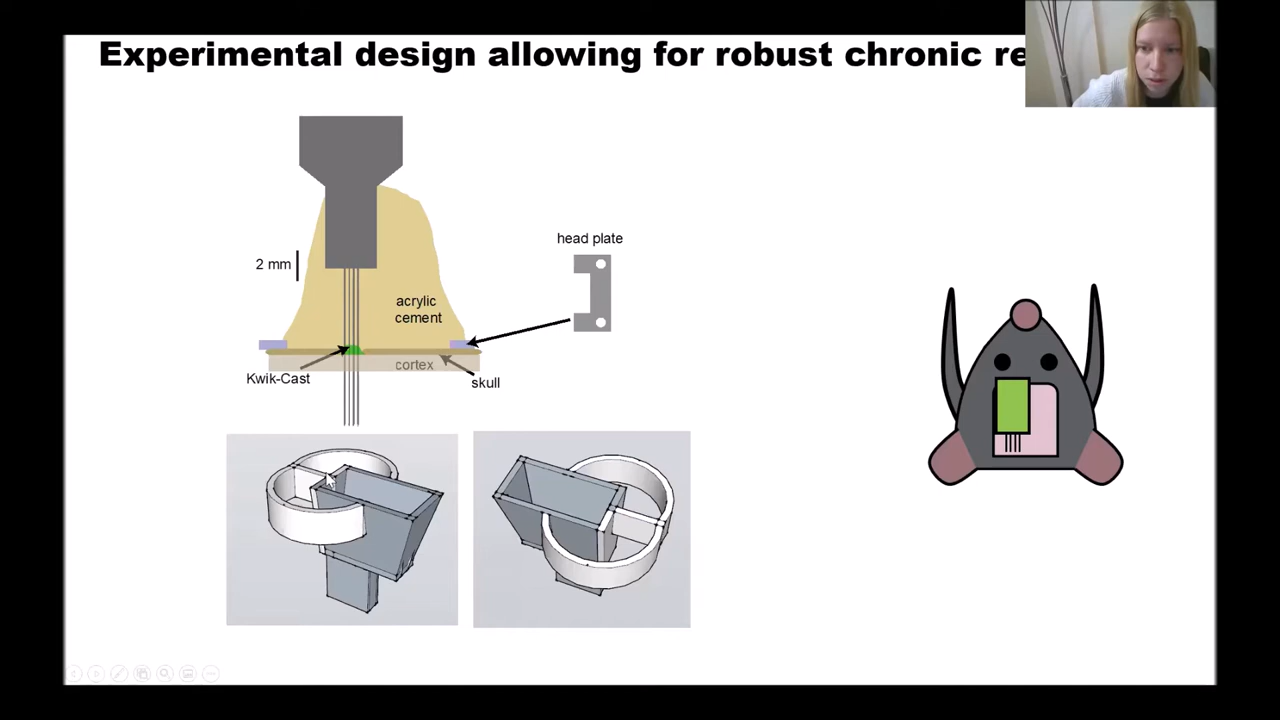 Experimental design allowing for robust chronic re
head plate
2 mm
acrylic
cement
Kwik-Cast
cortex
skull